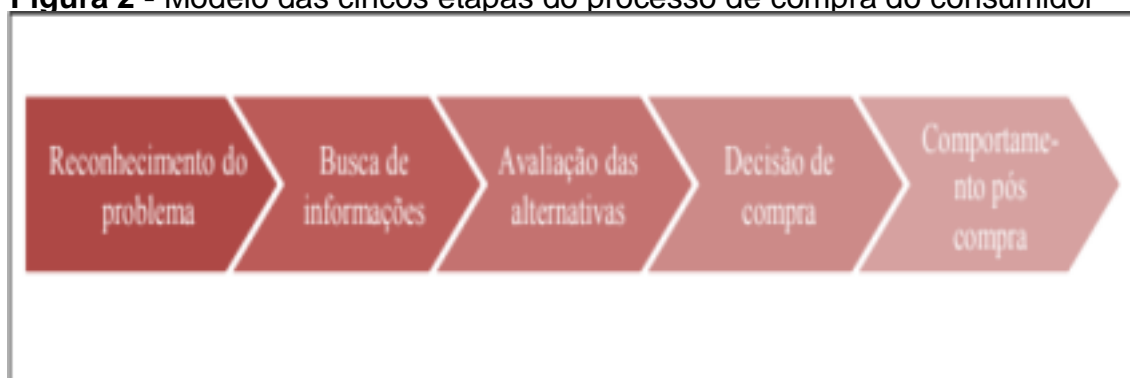 Figura 2 - Modelo das cincos etapas do processo de compra do consumidor
Reconhecimento do
problema
Busca de
informações
Avaliação das
alternativas
Decisão de
compra
Comportame-
nto pós
compra